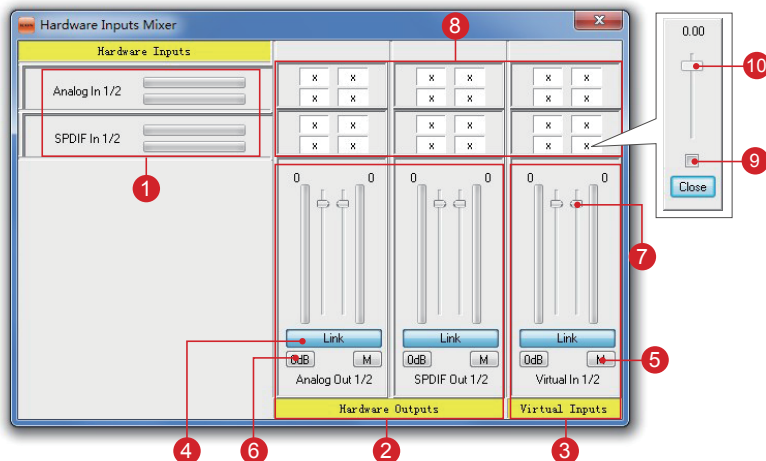 Hardware Inputs Mixer
8
x
0.00
Hardware Inputs
10
Analog In 1/2
x x x x x x
x x x x x x
SPDIF In 1/2
x x x x x x
x x x x x x
1
9
Close
0 0 0 0 0 0
7
Link Link Link
4
0dB M 0dB M 0dB M
5
Analog Out 1/2 SPDIF Out 1/2 Virtual In 1/2
Hardware Outputs Virtual Inputs
4 6 2 3